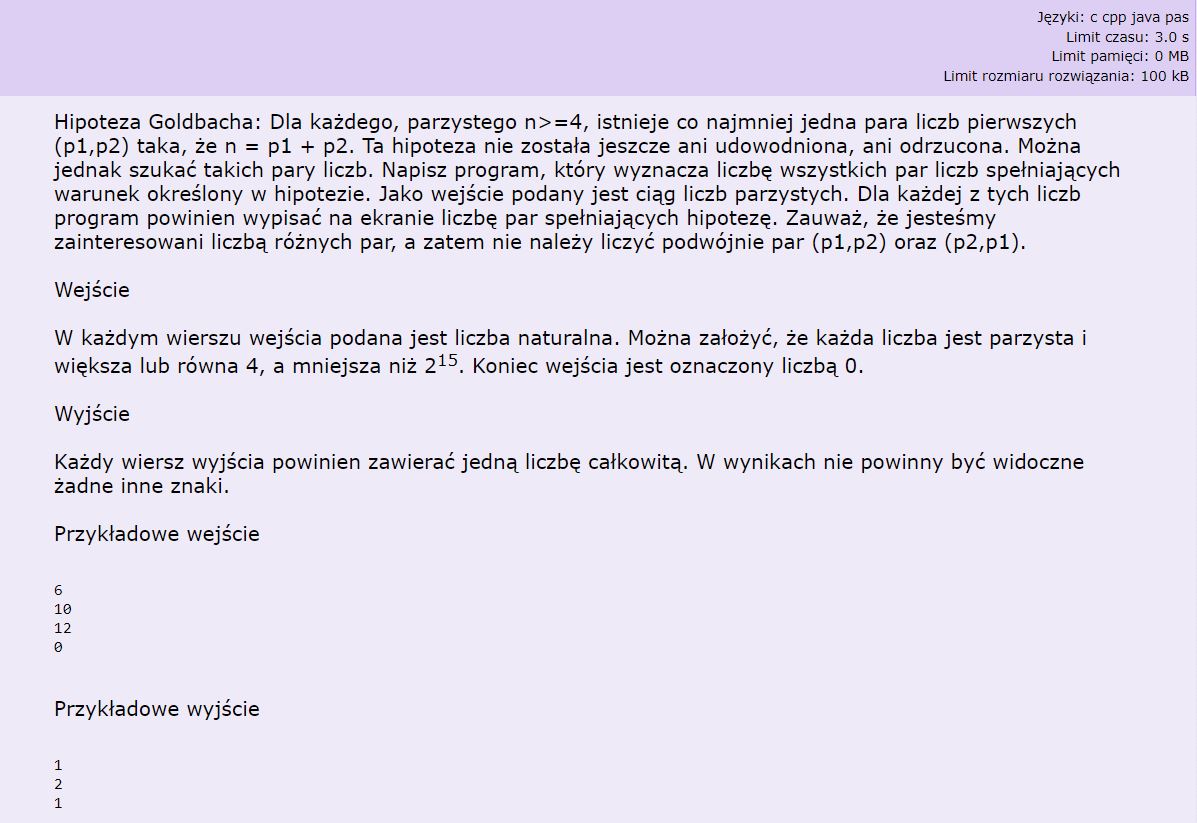 Języki: c cpp java pas
Limit czasu: 3.0 s
Limit pamięci: 0 MB
Limit rozmiaru rozwiązania: 100 kB
Hipoteza Goldbacha: Dla każdego, parzystego n>=4, istnieje co najmniej jedna para liczb pierwszych
(p1,p2) taka, że n = p1 + p2. Ta hipoteza nie została jeszcze ani udowodniona, ani odrzucona. Można
jednak szukać takich pary liczb. Napisz program, który wyznacza liczbę wszystkich par liczb spełniających
warunek określony w hipotezie. Jako wejście podany jest ciąg liczb parzystych. Dla każdej z tych liczb
program powinien wypisać na ekranie liczbę par spełniających hipotezę. Zauważ, że jesteśmy
zainteresowani liczbą różnych par, a zatem nie należy liczyć podwójnie par (p1,p2) oraz (p2,p1).
Wejście
W każdym wierszu wejścia podana jest liczba naturalna. Można założyć, że każda liczba jest parzysta i
większa lub równa 4, a mniejsza niż 2^15. Koniec wejścia jest oznaczony liczbą 0.
Wyjście
Każdy wiersz wyjścia powinien zawierać jedną liczbę całkowitą. W wynikach nie powinny być widoczne
żadne inne znaki.
Przykładowe wejście
6
10
12
0
Przykładowe wyjście
1
2
1